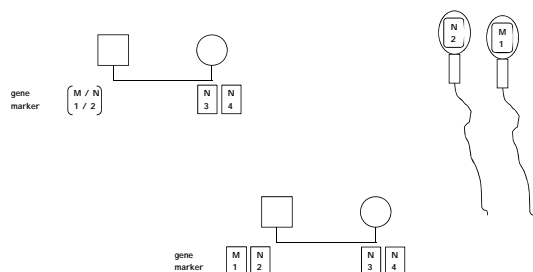 N M
2 1
gene M / N N N
marker 1 / 2 3 4
gene M N N N
marker 1 2 3 4